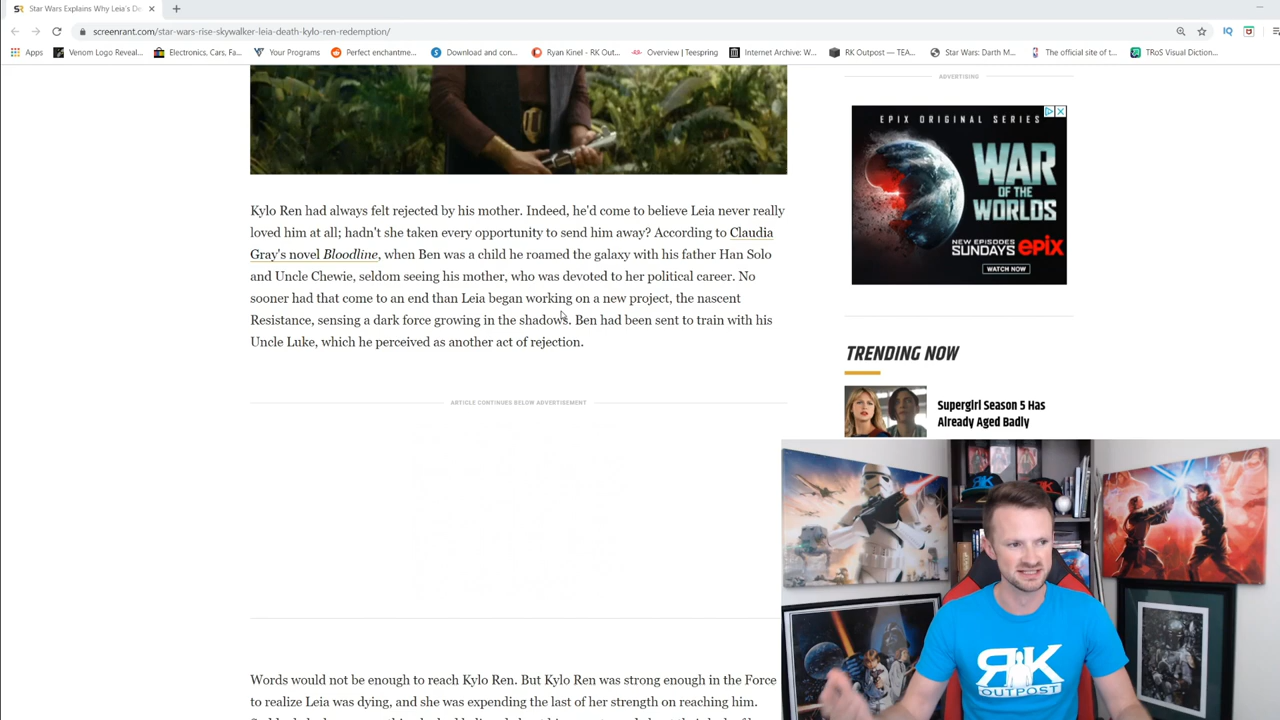 Star Wars Explains Why Leia's De
screenrant.com/star-wars-rise-skywalker-leia-death-kylo-ren-redemption/
Apps
Venom Logo Reveal...
Electronics, Cars, Fa...
Your Programs
Perfect enchantme...
Download and con...
Ryan Kinel - RK Out...
Overview | Teespring
Internet Archive: W...
RK Outpost — TEA...
Star Wars: Darth M...
The official site of t...
TRoS Visual Diction...
Kylo Ren had always felt rejected by his mother. Indeed, he'd come to believe Leia never really
loved him at all; hadn't she taken every opportunity to send him away? According to Claudia
Gray's novel Bloodline, when Ben was a child he roamed the galaxy with his father Han Solo
and Uncle Chewie, seldom seeing his mother, who was devoted to her political career. No
sooner had that come to an end than Leia began working on a new project, the nascent
Resistance, sensing a dark force growing in the shadows. Ben had been sent to train with his
Uncle Luke, which he perceived as another act of rejection.
ARTICLE CONTINUES BELOW ADVERTISEMENT
Words would not be enough to reach Kylo Ren. But Kylo Ren was strong enough in the Force
to realize Leia was dying, and she was expending the last of her strength on reaching him.
ADVERTISING
EPIX ORIGINAL SERIES
WAR
OF THE
WORLDS
NEW EPISODES
SUNDAYS epix
WATCH NOW
TRENDING NOW
Supergirl Season 5 Has
Already Aged Badly
RK
OUTPOST